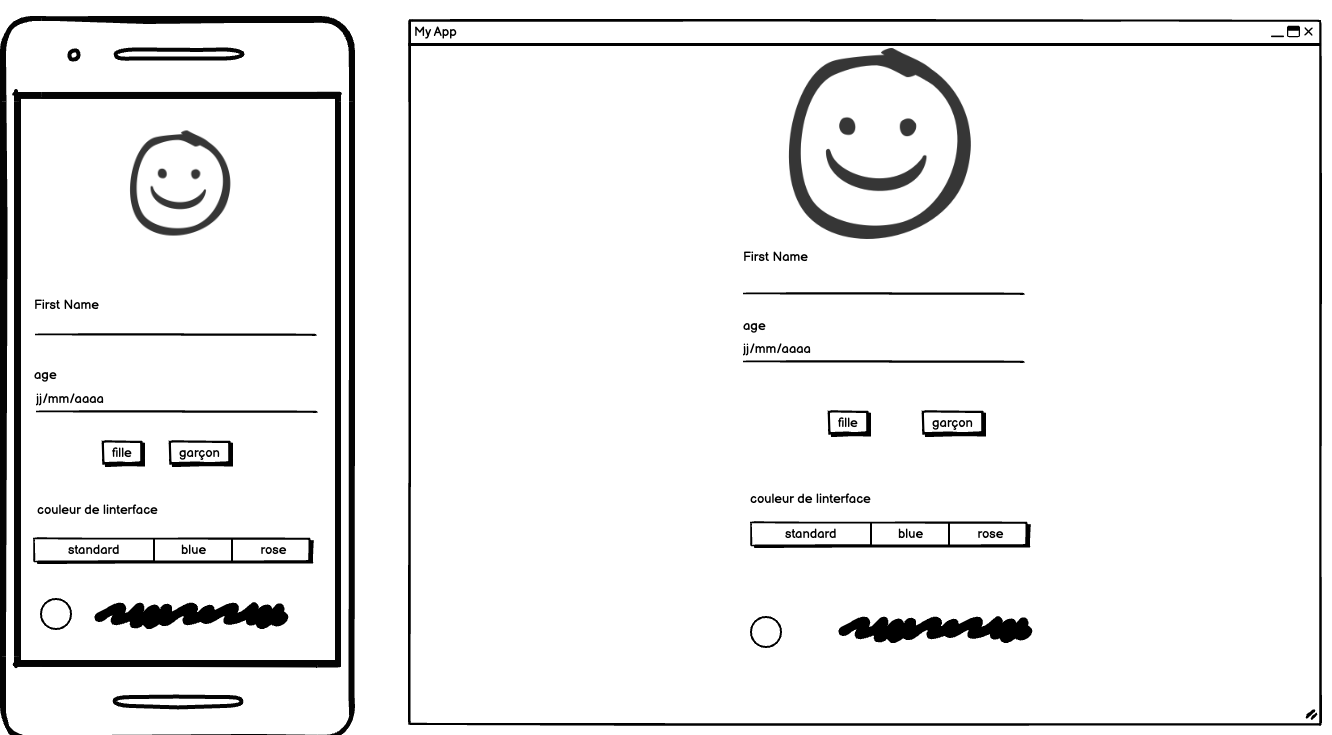 First Name
age
jj/mm/aaaa
fille garçon
couleur de linterface
standard blue rose
My App
First Name
age
jj/mm/aaaa
fille garçon
couleur de linterface
standard blue rose